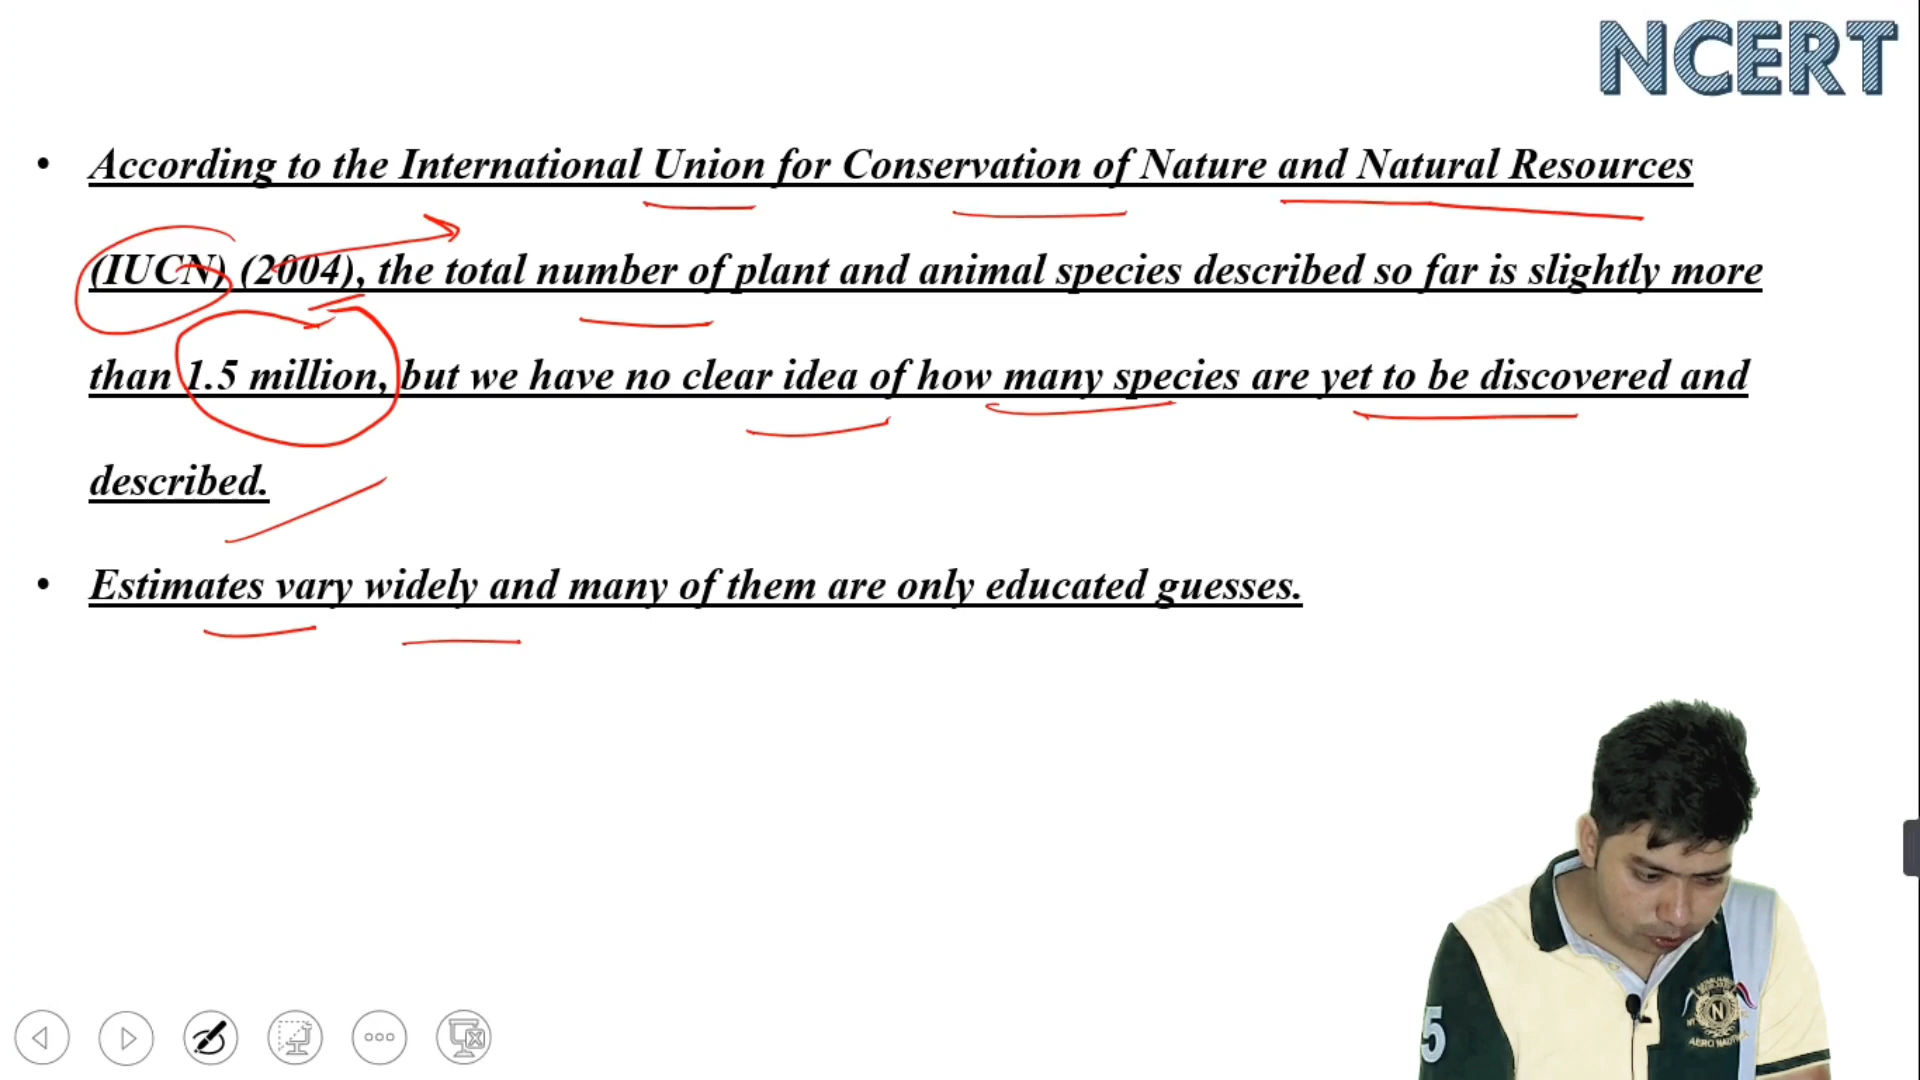 NCERT
• According to the International Union for Conservation of Nature and Natural Resources
(IUCN) (2004), the total number of plant and animal species described so far is slightly more
than 1.5 million, but we have no clear idea of how many species are yet to be discovered and
described.
• Estimates vary widely and many of them are only educated guesses.
5
N